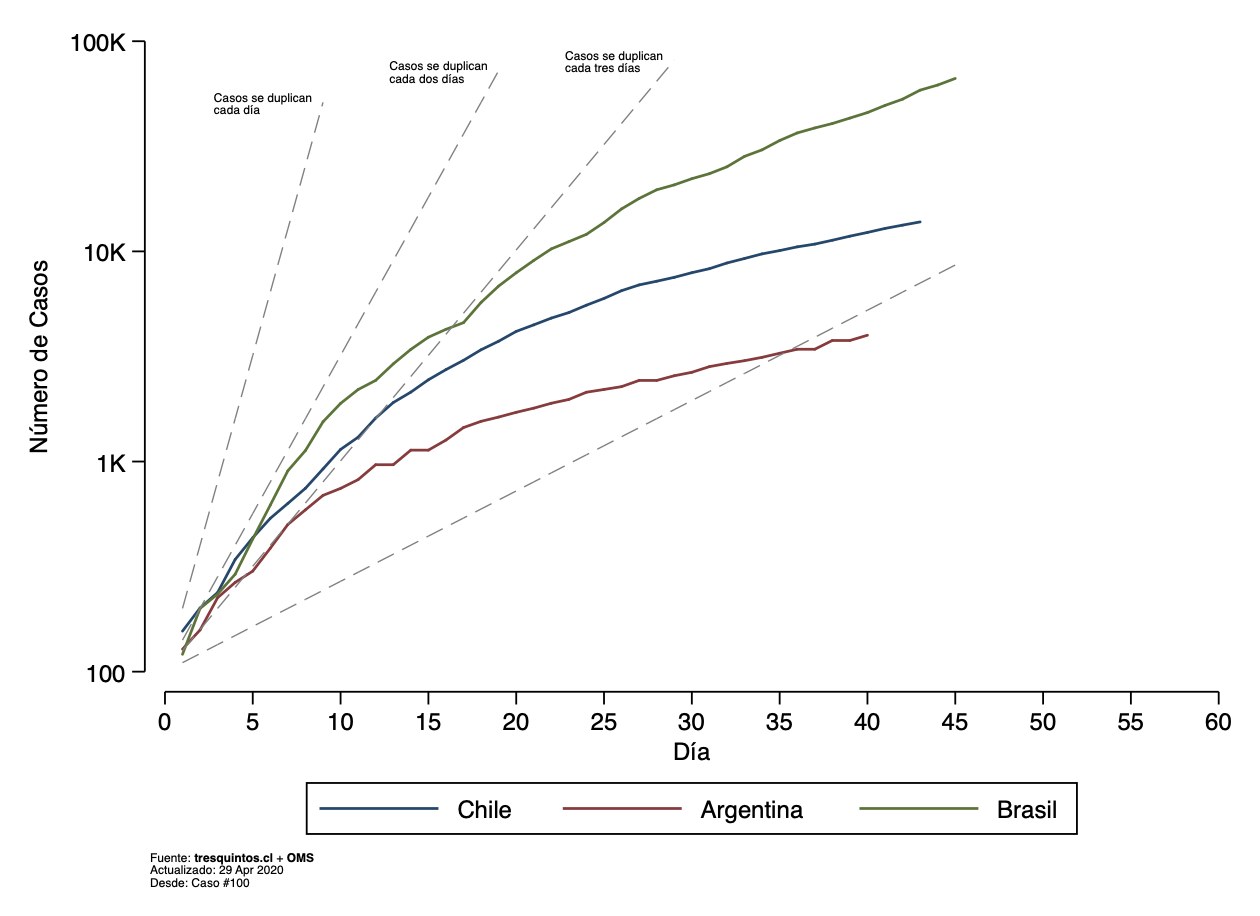 Casos se duplican
cada día
Casos se duplican
cada dos días
Casos se duplican
cada tres días
100K
10K
1K
100
Número de Casos
0 5 10 15 20 25 30 35 40 45 50 55 60
Día
Chile Argentina Brasil
Fuente: tresquintos.cl + OMS
Actualizado: 29 Apr 2020
Desde: Caso #100